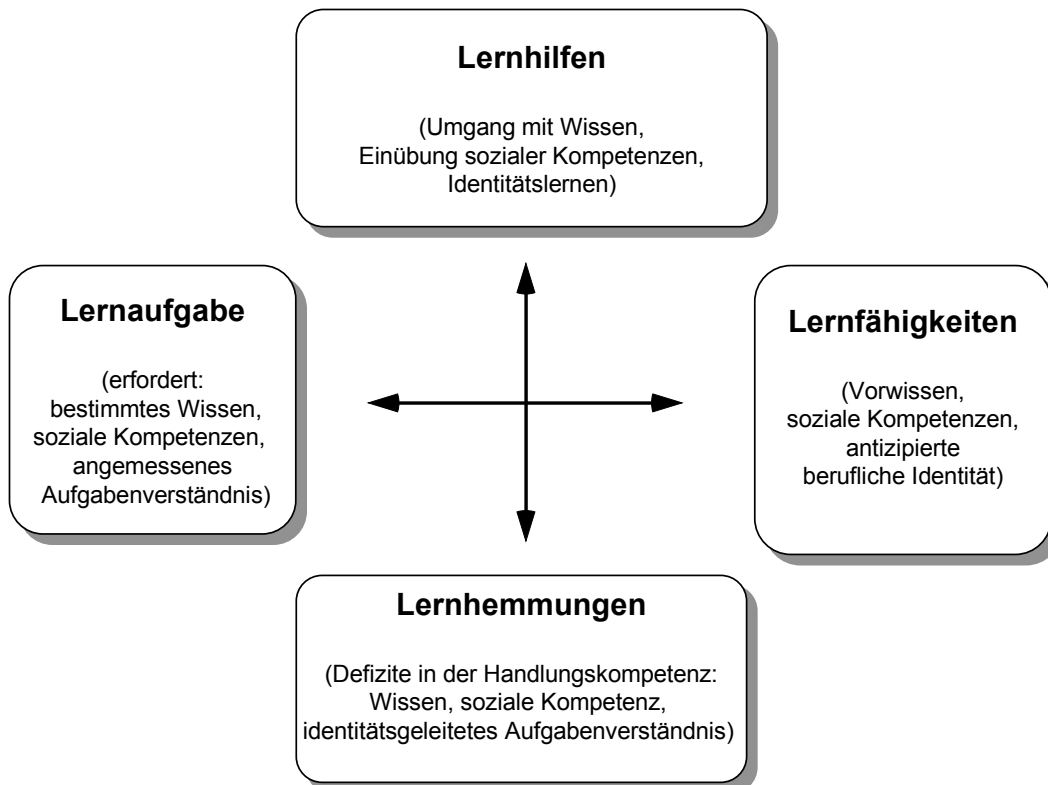 Lernhilfen
(Umgang mit Wissen,
Einübung sozialer Kompetenzen,
Identitätslernen)
Lernaufgabe
(erfordert:
bestimmtes Wissen,
soziale Kompetenzen,
angemessenes
Aufgabenverständnis)
Lernfähigkeiten
(Vorwissen,
soziale Kompetenzen,
antizipierte
berufliche Identität)
Lernhemmungen
(Defizite in der Handlungskompetenz:
Wissen, soziale Kompetenz,
identitätsgeleitetes Aufgabenverständnis)